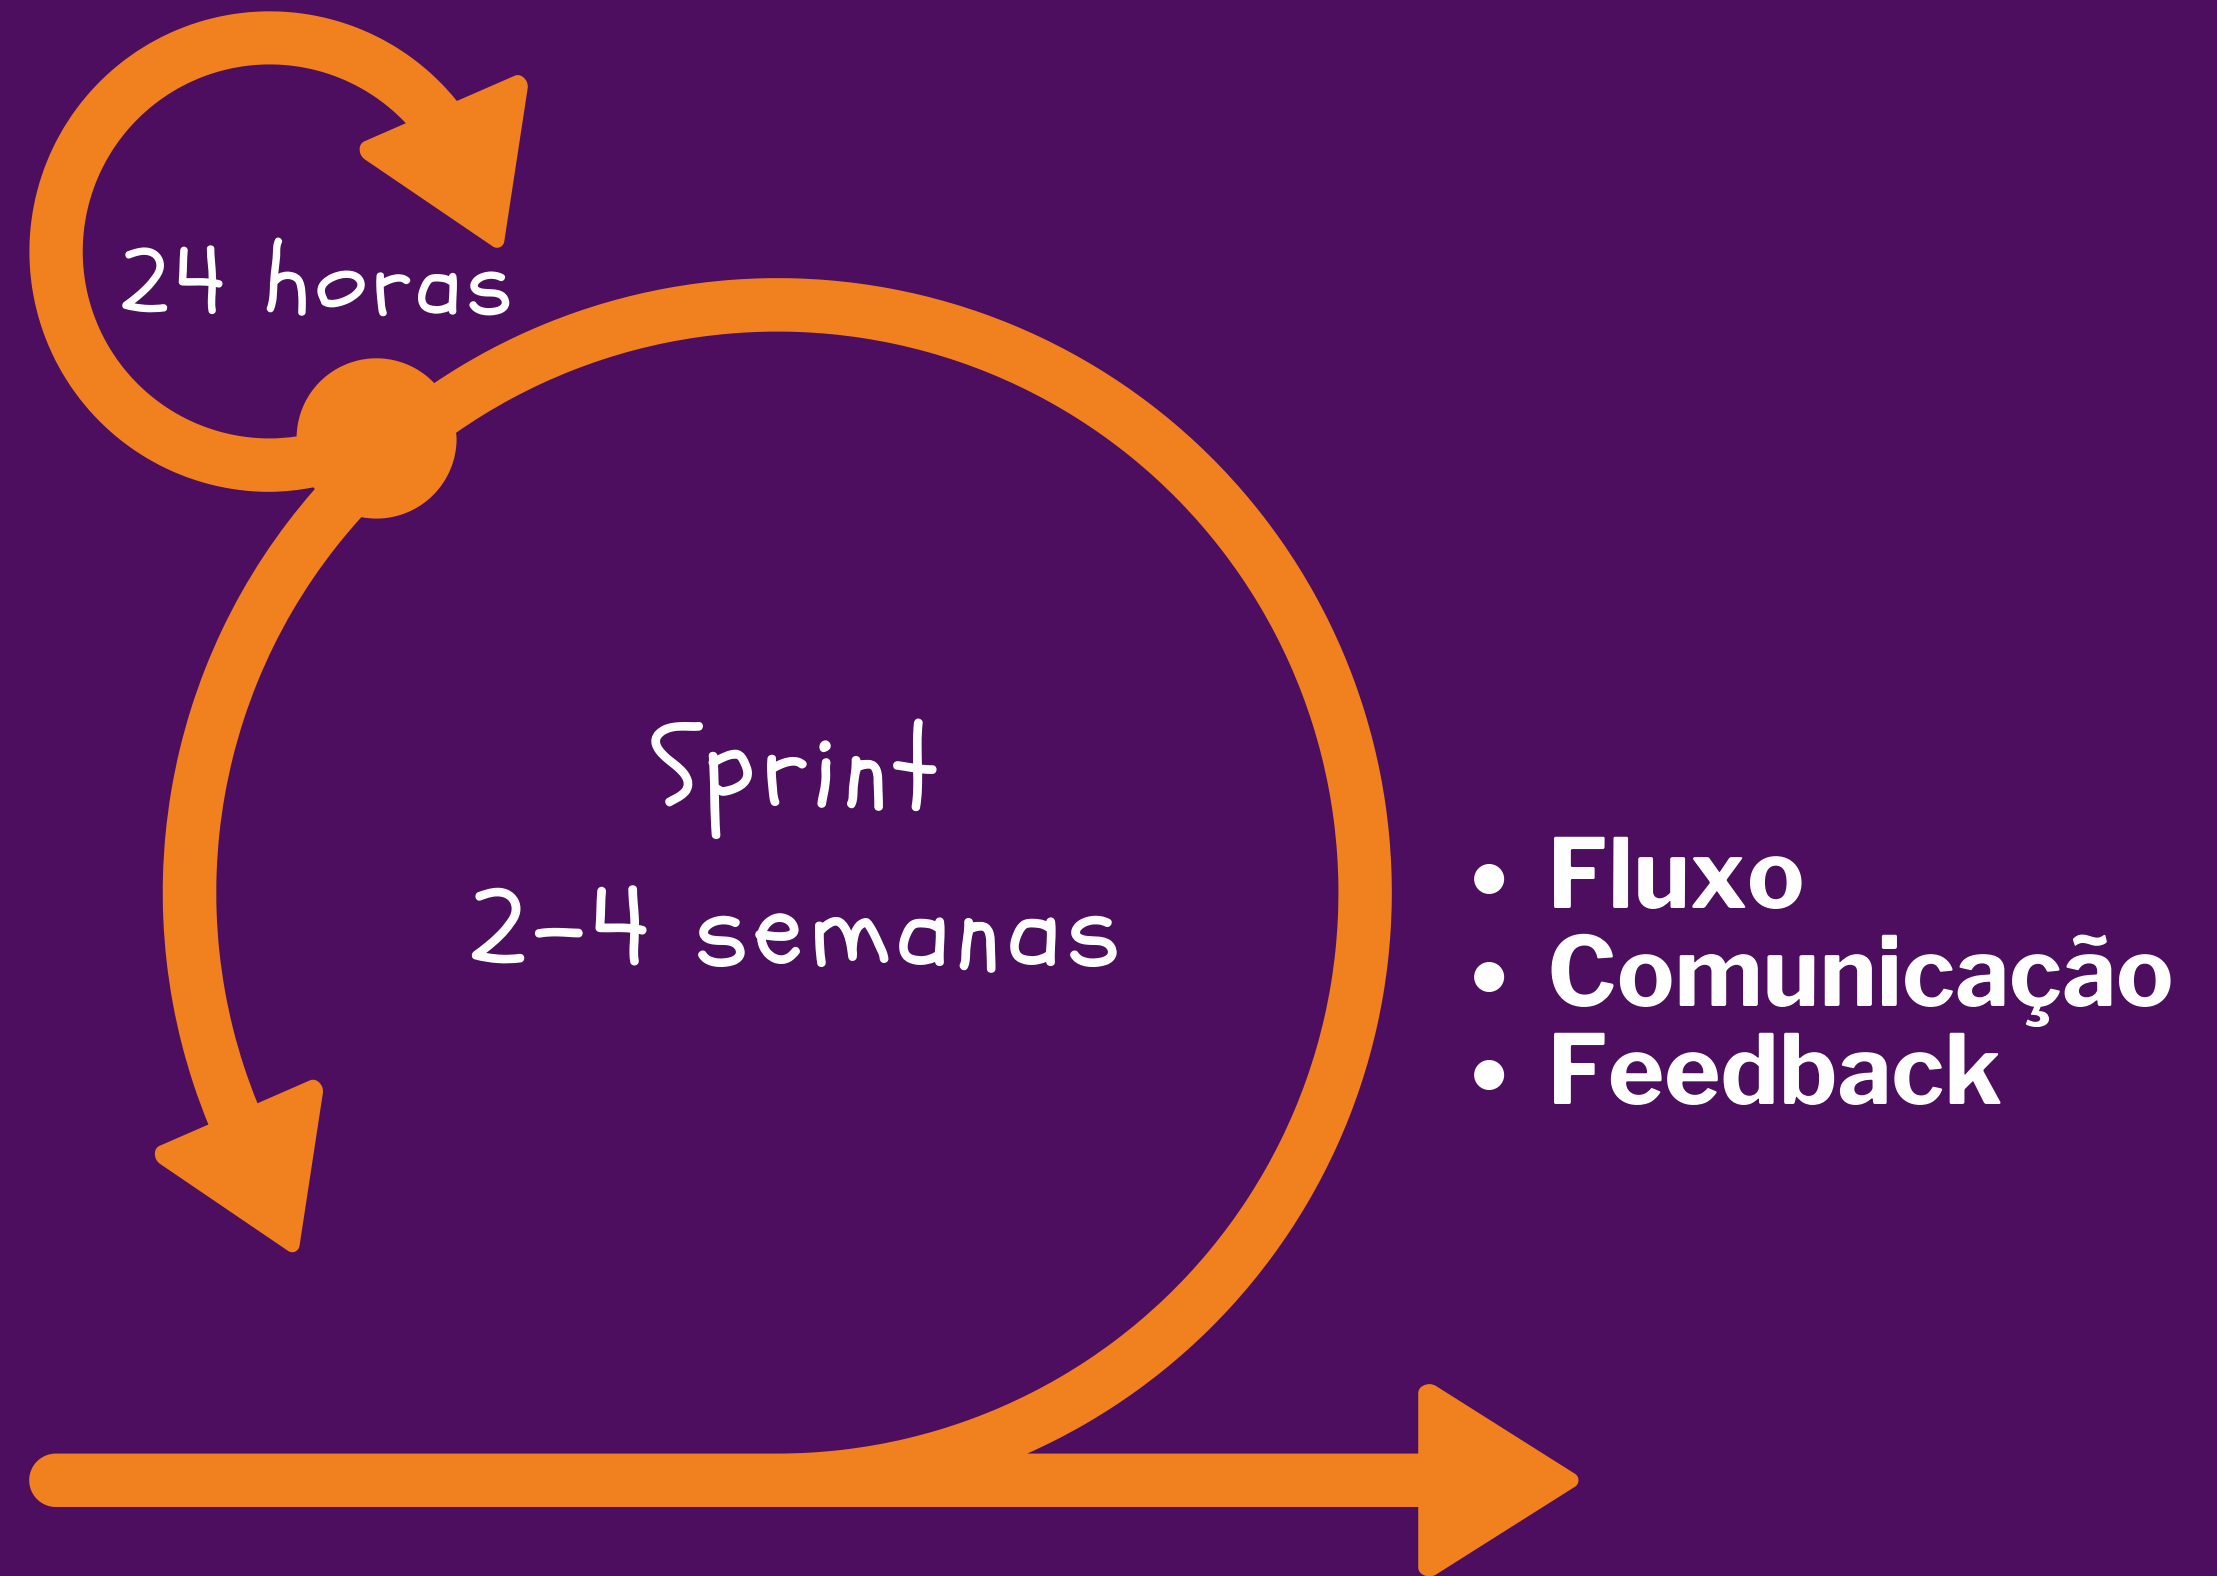 24 horas
Sprint
2-4 semanas
• Fluxo
• Comunicação
• Feedback